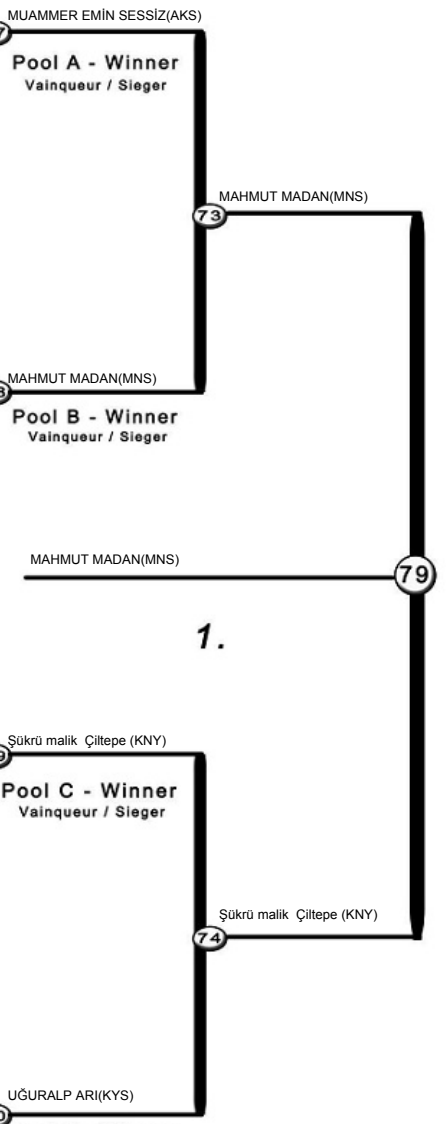 MUAMMER EMİN SESSİZ(AKS)
7
Pool A - Winner
Vainqueur / Sieger
MAHMUT MADAN(MNS)
73
MAHMUT MADAN(MNS)
Pool B - Winner
Vainqueur / Sieger
MAHMUT MADAN(MNS)
79
1.
Şükrü malik Çiltepe (KNY)
Pool C - Winner
Vainqueur / Sieger
Şükrü malik Çiltepe (KNY)
74
UĞURALP ARI(KYS)